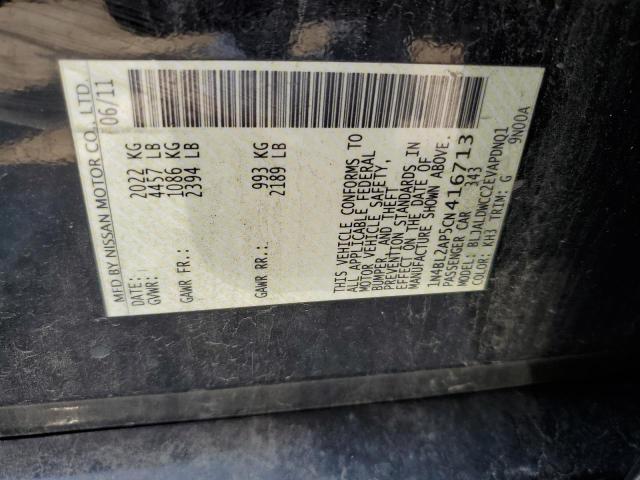 MFD BY NISSAN MOTOR CO., LTD
DATE: 06/11
GVWR: 2022 KG
4457 LB
GAWR FR: 1086 KG
2394 LB
GAWR RR: 993 KG
2189 LB
THIS VEHICLE CONFORMS TO
ALL APPLICABLE FEDERAL
MOTOR VEHICLE SAFETY,
BUMPER, AND THEFT
PREVENTION STANDARDS IN
EFFECT ON THE DATE OF
MANUFACTURE SHOWN ABOVE.
1N4BL2AP5CN416713
PASSENGER CAR 343
MODEL: BLJALDWCC2EVAPDNQ1
COLOR: KH3 TRIM: G 9N00A